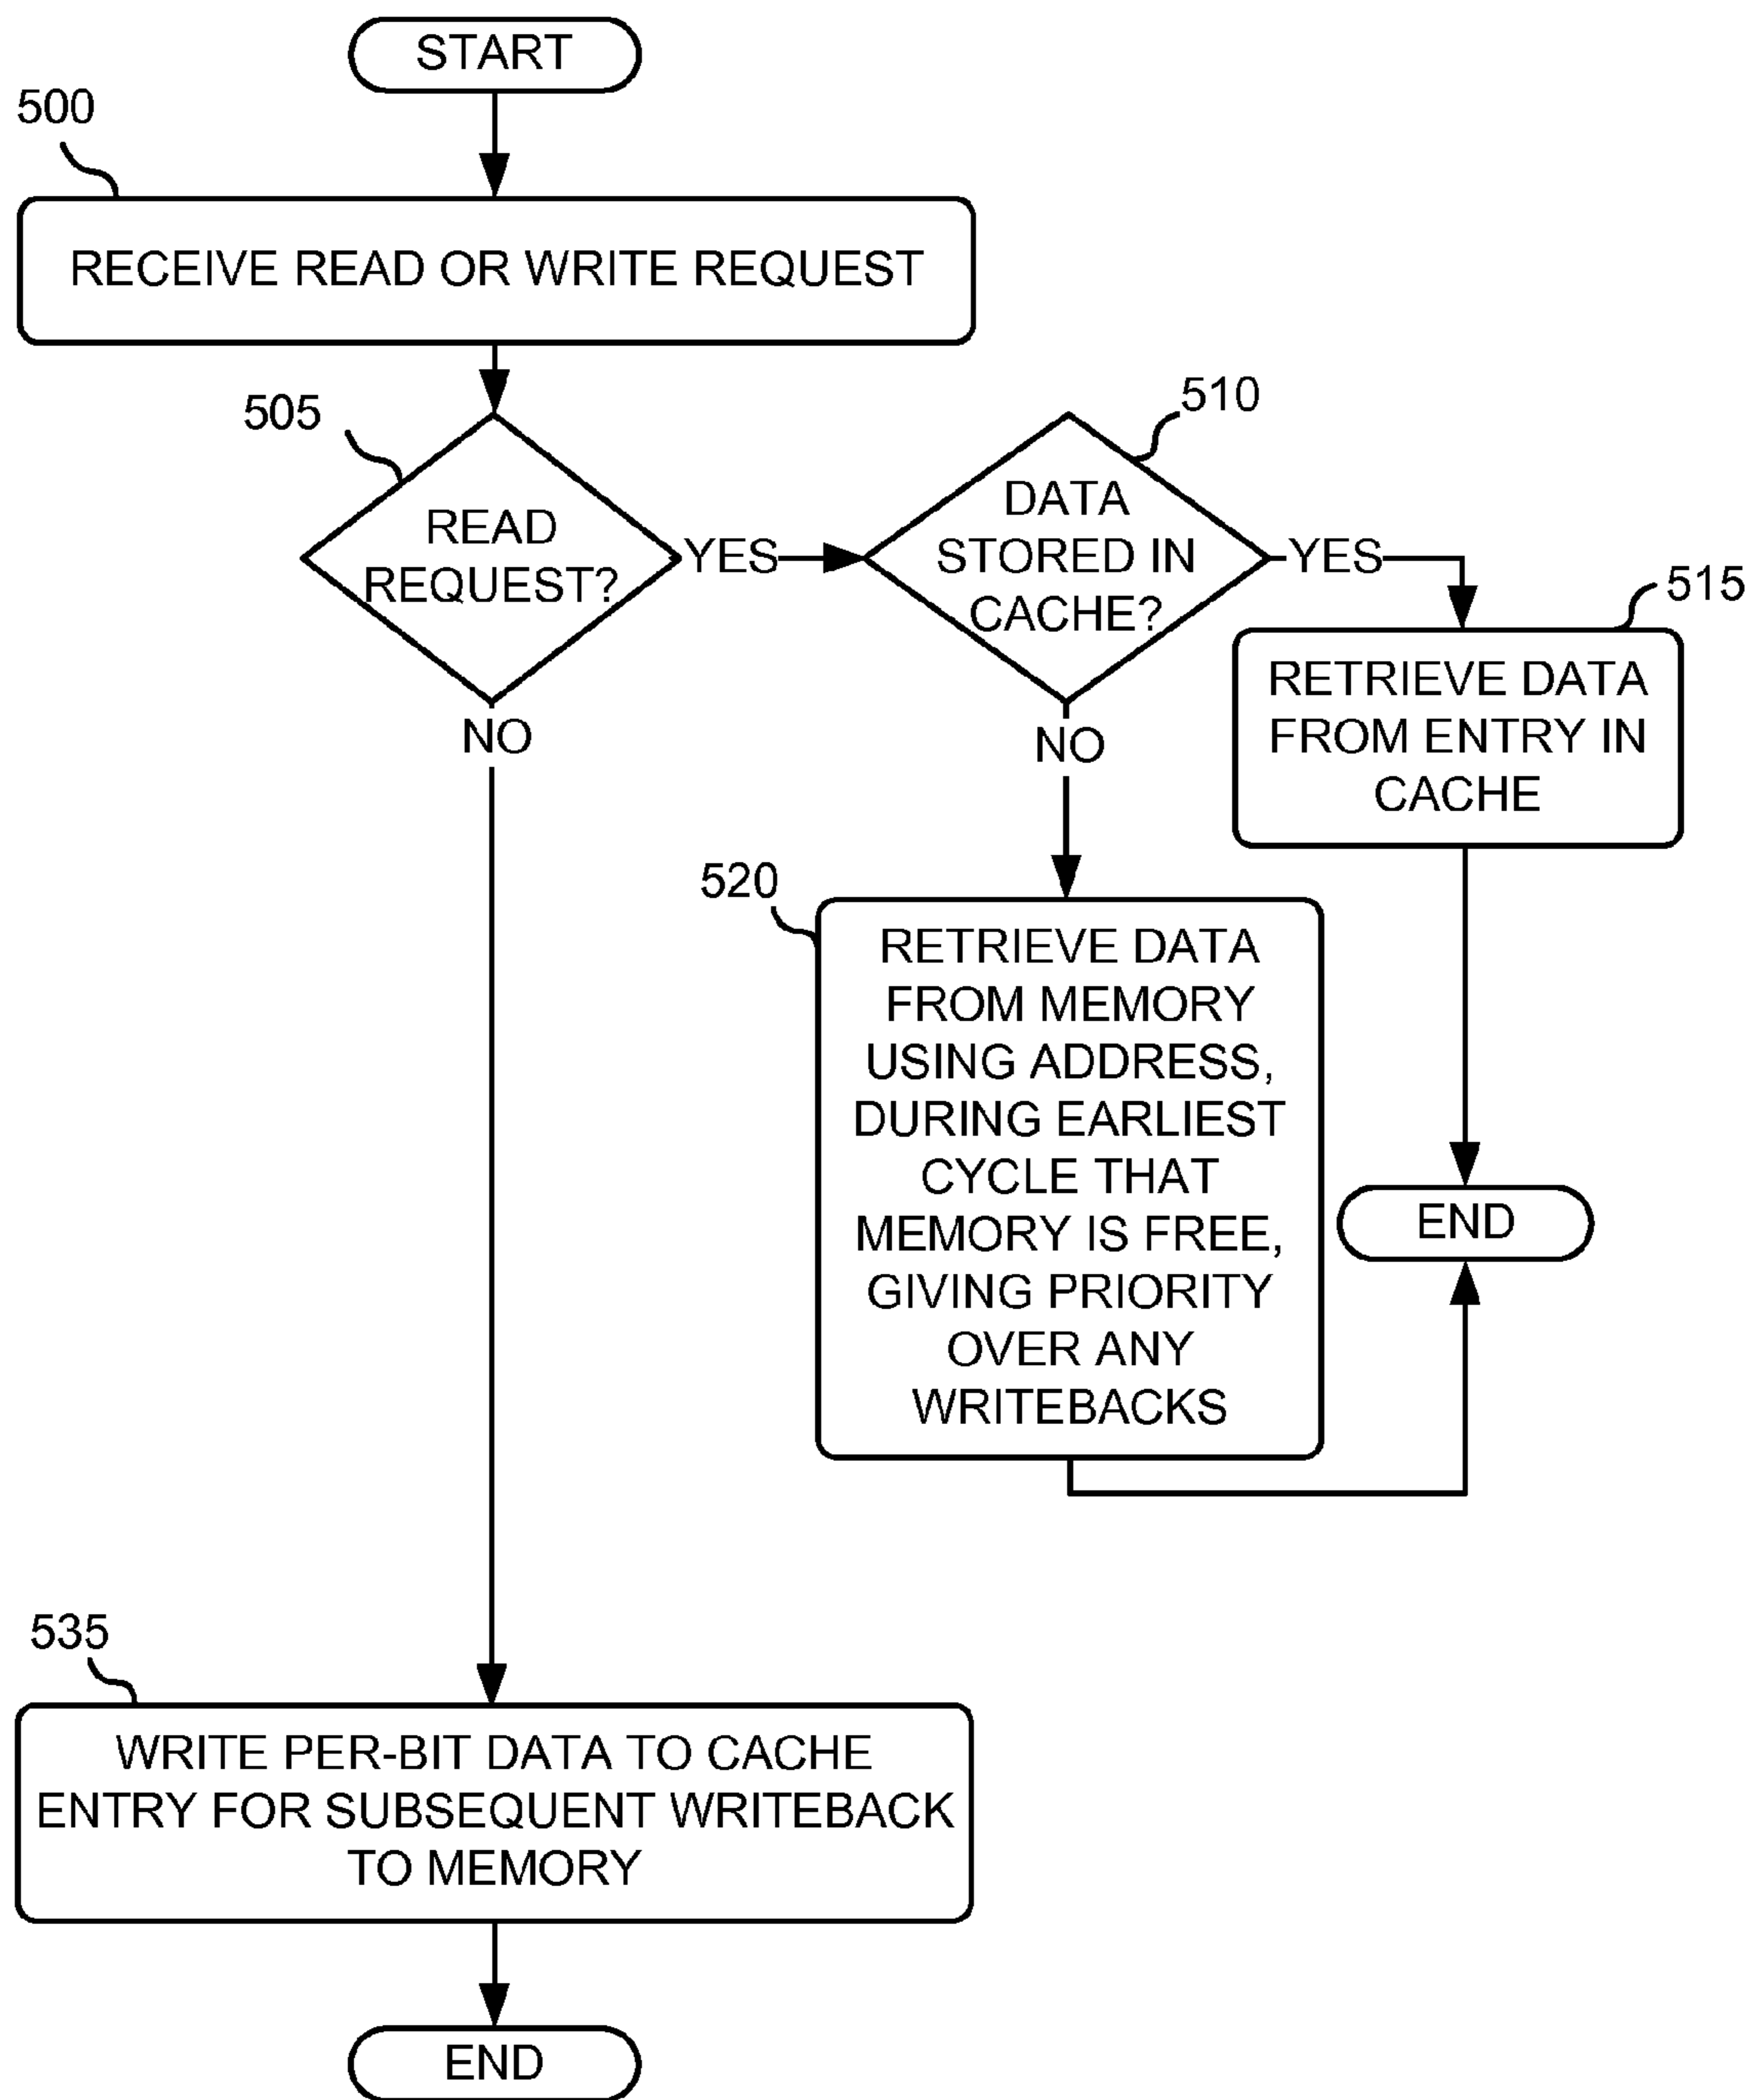 START
500
RECEIVE READ OR WRITE REQUEST
505
READ
REQUEST?
YES
NO
510
DATA
STORED IN
CACHE?
YES
NO
515
RETRIEVE DATA
FROM ENTRY IN
CACHE
520
RETRIEVE DATA
FROM MEMORY
USING ADDRESS,
DURING EARLIEST
CYCLE THAT
MEMORY IS FREE,
GIVING PRIORITY
OVER ANY
WRITEBACKS
END
535
WRITE PER-BIT DATA TO CACHE
ENTRY FOR SUBSEQUENT WRITEBACK
TO MEMORY
END